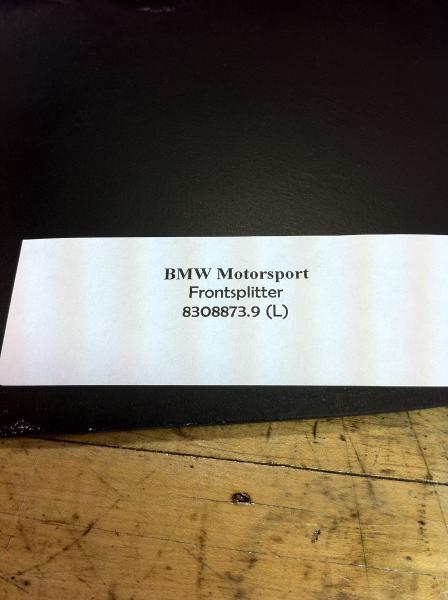 BMW Motorsport
Frontsplitter
8308873.9 (L)